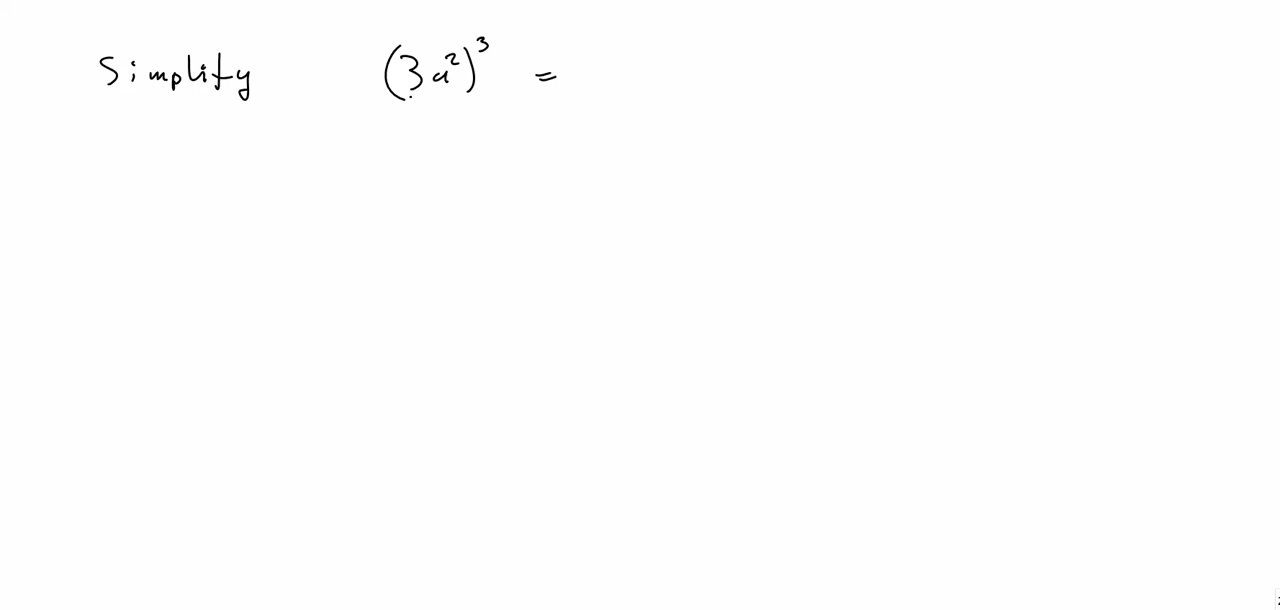 Simplify (3a²)³ =